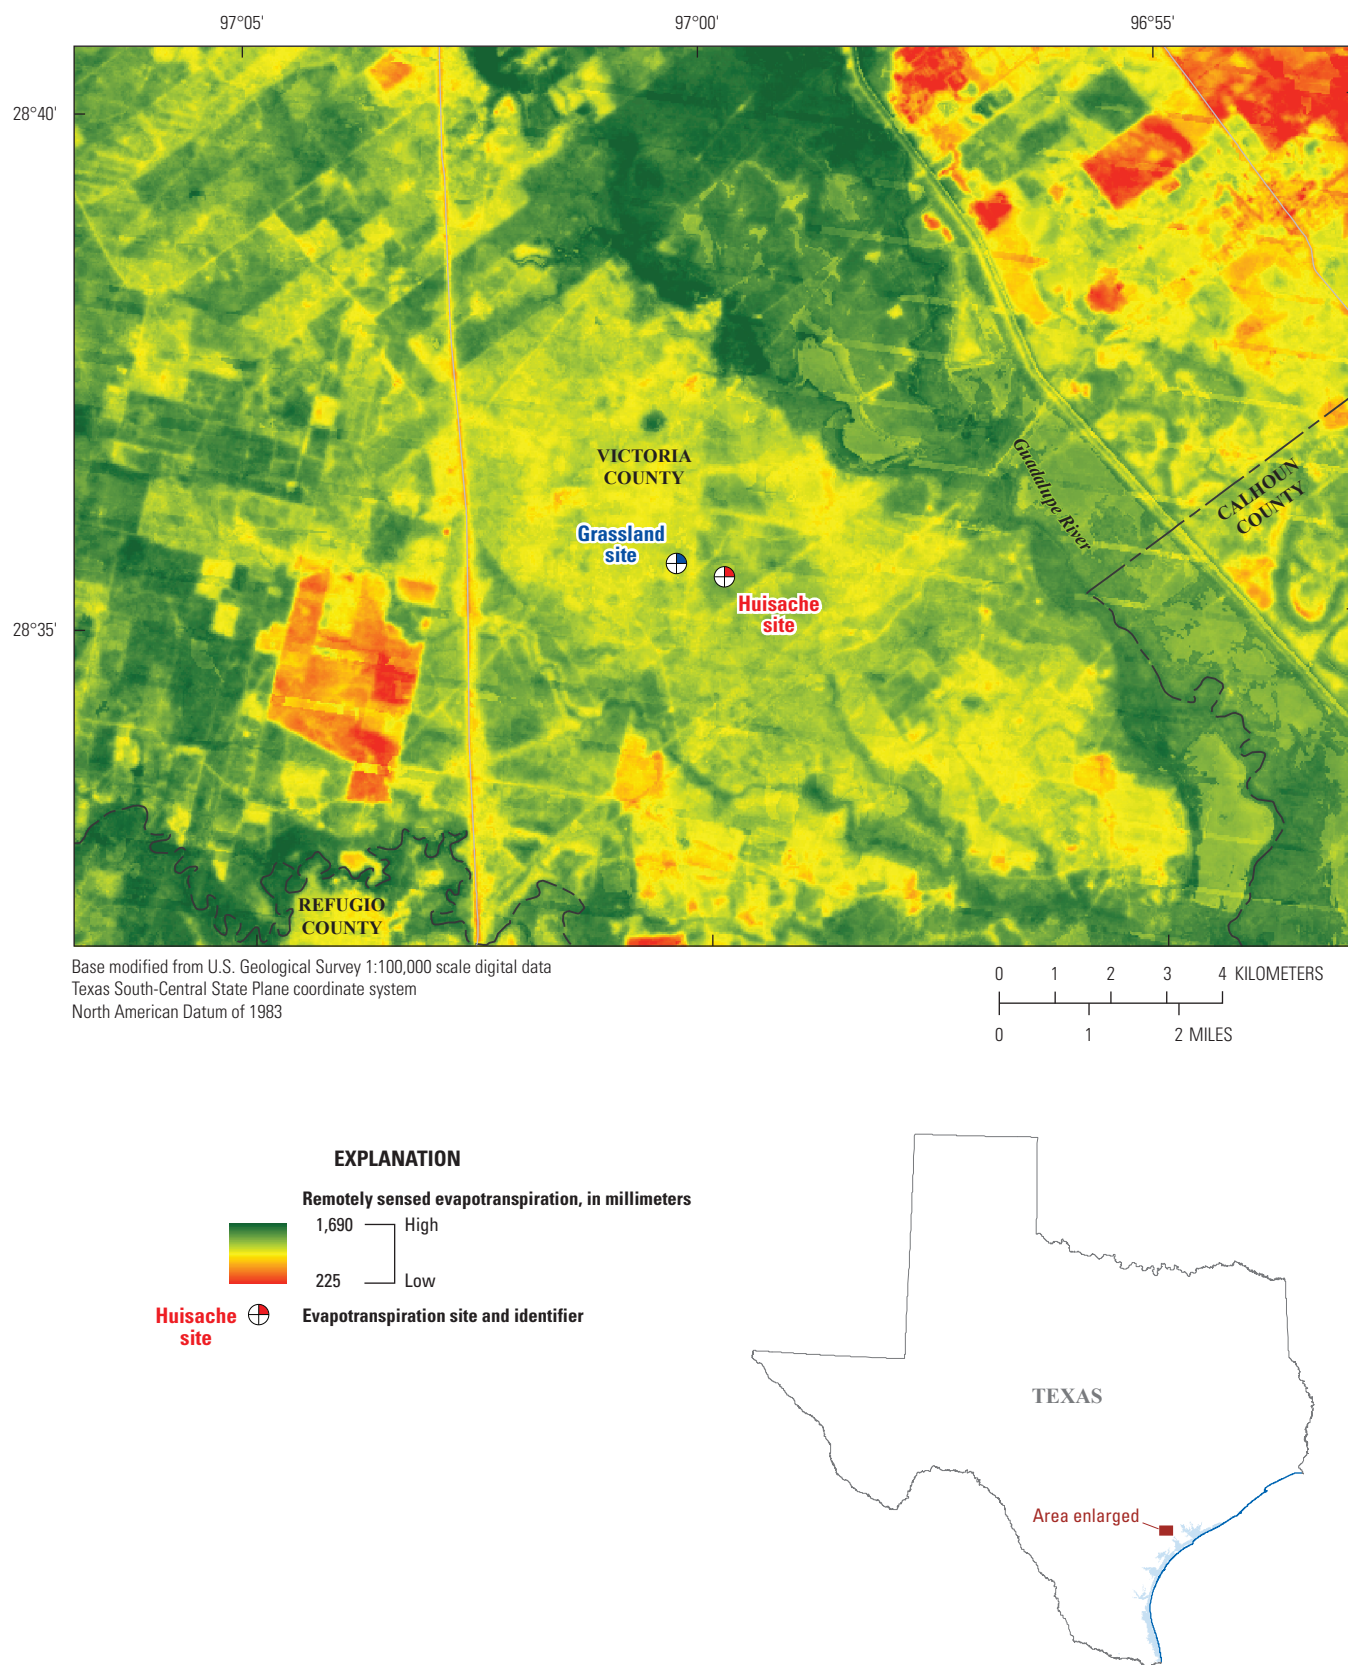 97°05'
97°00'
96°55'
28°40'
VICTORIA
COUNTY
Guadalupe River
CALHOUN
COUNTY
Grassland
site
Huisache
site
28°35'
REFUGIO
COUNTY
Base modified from U.S. Geological Survey 1:100,000 scale digital data
Texas South-Central State Plane coordinate system
North American Datum of 1983
0 1 2 3 4 KILOMETERS
0 1 2 MILES
EXPLANATION
Remotely sensed evapotranspiration, in millimeters
1,690 High
225 Low
Huisache
site
Evapotranspiration site and identifier
TEXAS
Area enlarged